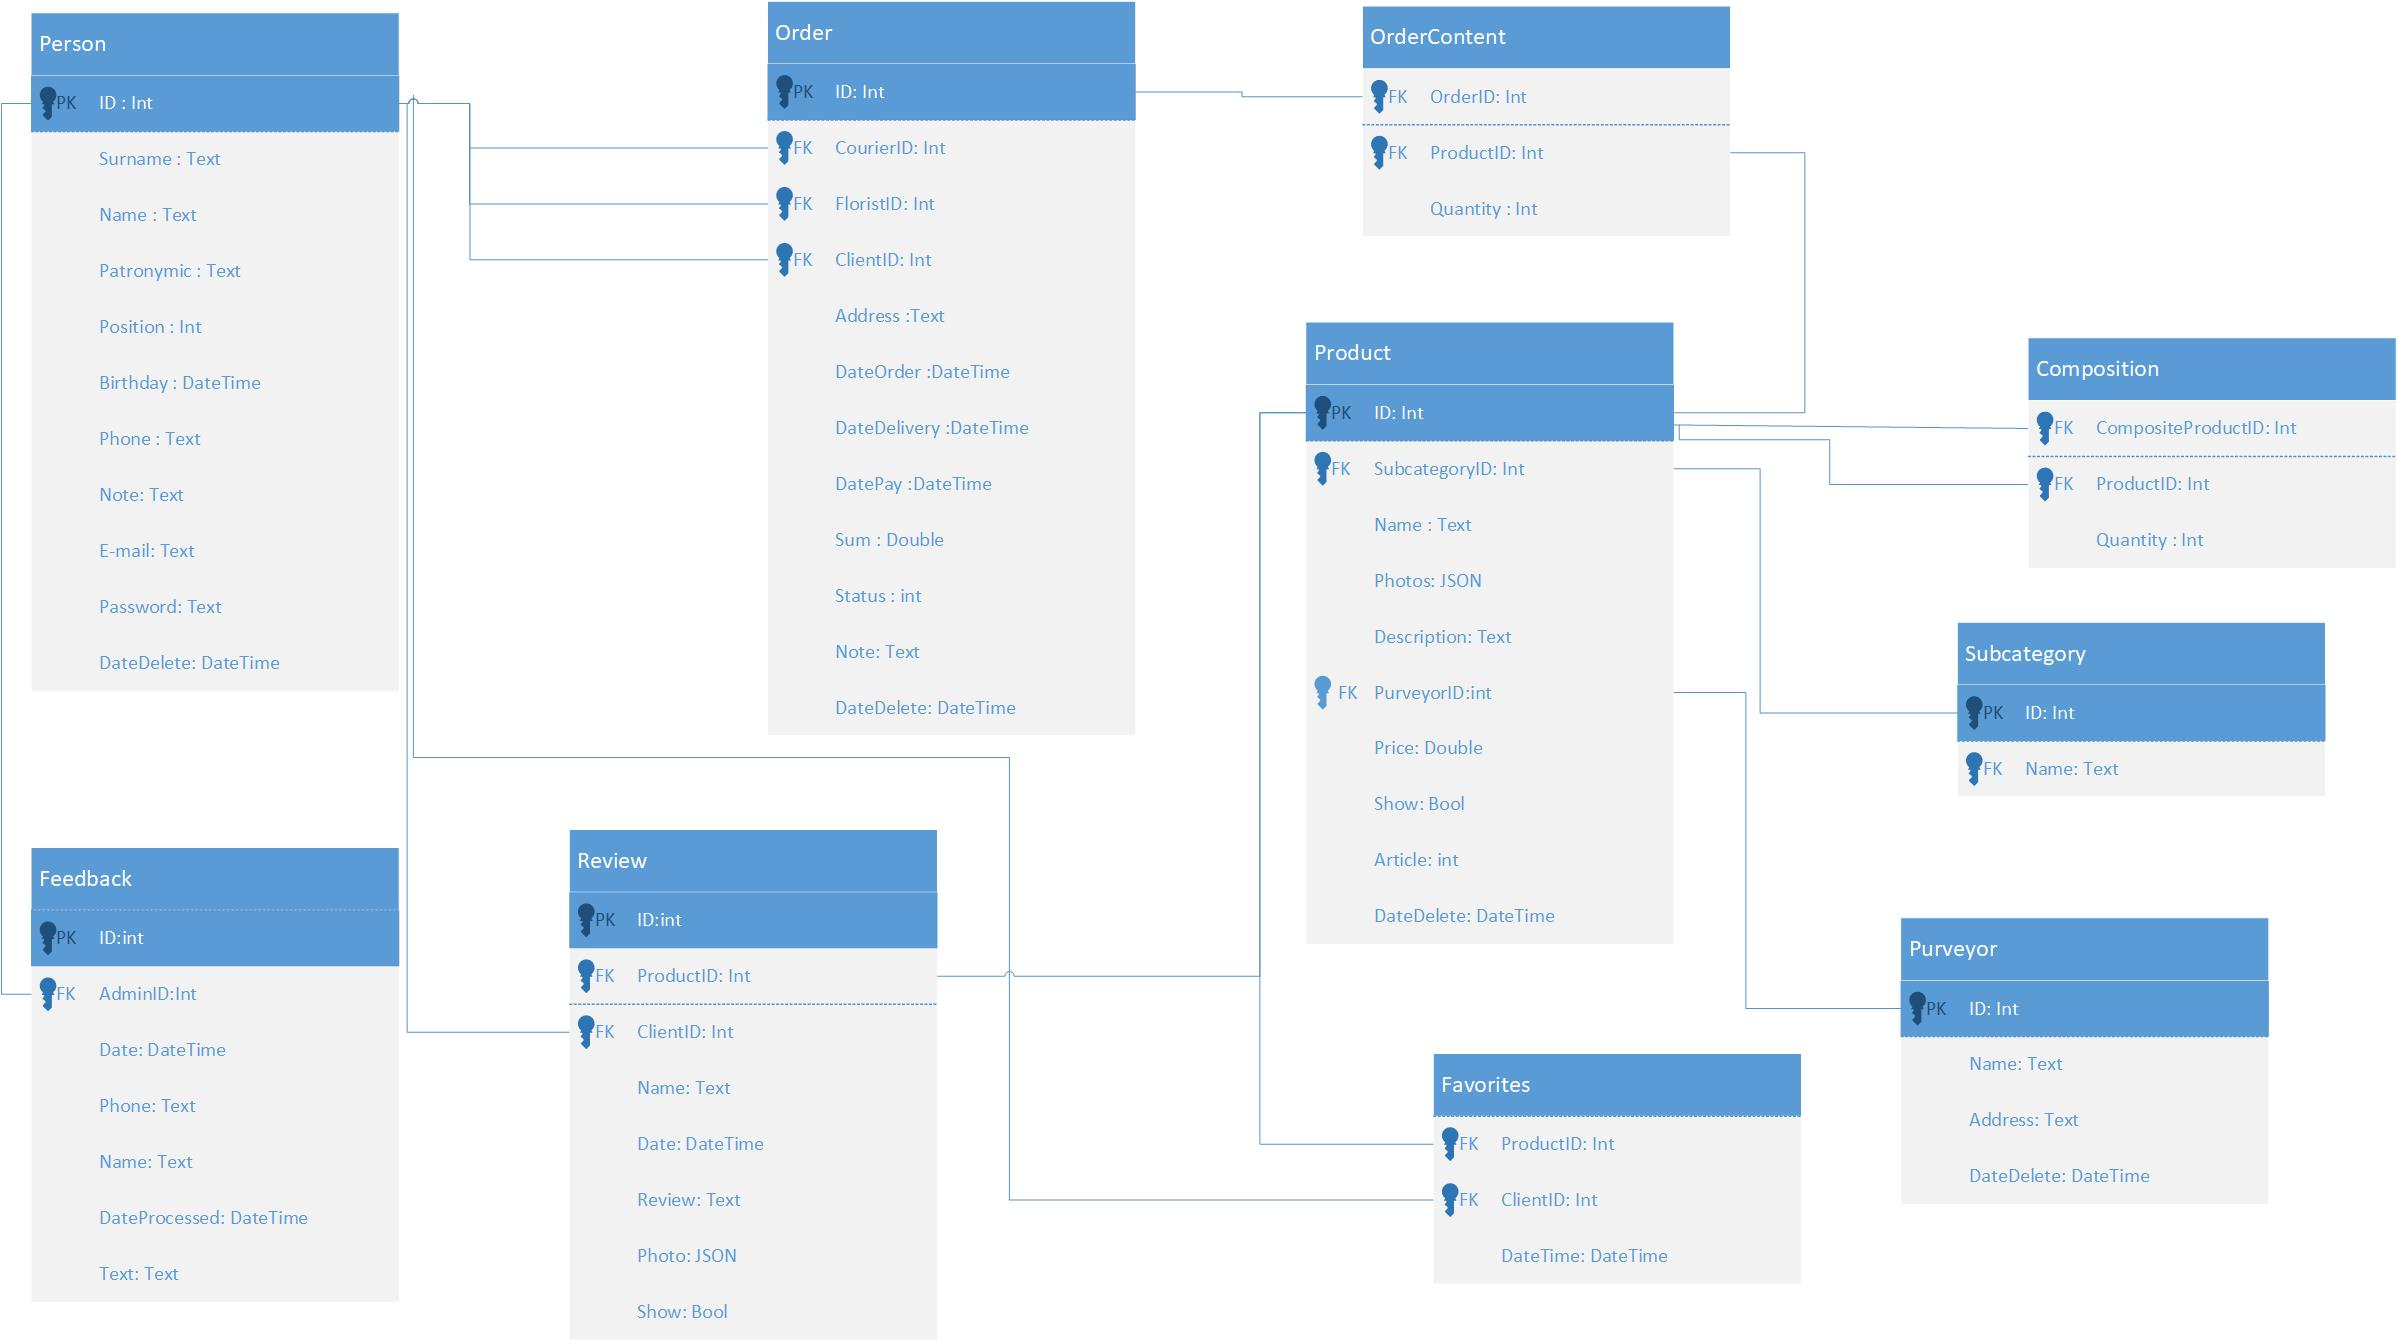 Person
PK ID : Int
Surname : Text
Name : Text
Patronymic : Text
Position : Int
Birthday : DateTime
Phone : Text
Note: Text
E-mail: Text
Password: Text
DateDelete: DateTime
Order
PK ID: Int
FK CourierID: Int
FK FloristID: Int
FK ClientID: Int
Address :Text
DateOrder :DateTime
DateDelivery :DateTime
DatePay :DateTime
Sum : Double
Status : int
Note: Text
DateDelete: DateTime
OrderContent
FK OrderID: Int
FK ProductID: Int
Quantity : Int
Product
PK ID: Int
FK SubcategoryID: Int
Name : Text
Photos: JSON
Description: Text
FK PurveyorID:int
Price: Double
Show: Bool
Article: int
DateDelete: DateTime
Composition
FK CompositeProductID: Int
FK ProductID: Int
Quantity : Int
Subcategory
PK ID: Int
FK Name: Text
Feedback
PK ID:int
FK AdminID:Int
Date: DateTime
Phone: Text
Name: Text
DateProcessed: DateTime
Text: Text
Review
PK ID:int
FK ProductID: Int
FK ClientID: Int
Name: Text
Date: DateTime
Review: Text
Photo: JSON
Show: Bool
Favorites
FK ProductID: Int
FK ClientID: Int
DateTime: DateTime
Purveyor
PK ID: Int
Name: Text
Address: Text
DateDelete: DateTime